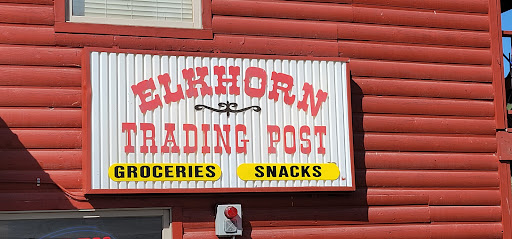 ELKHORN
TRADING POST
GROCERIES SNACKS